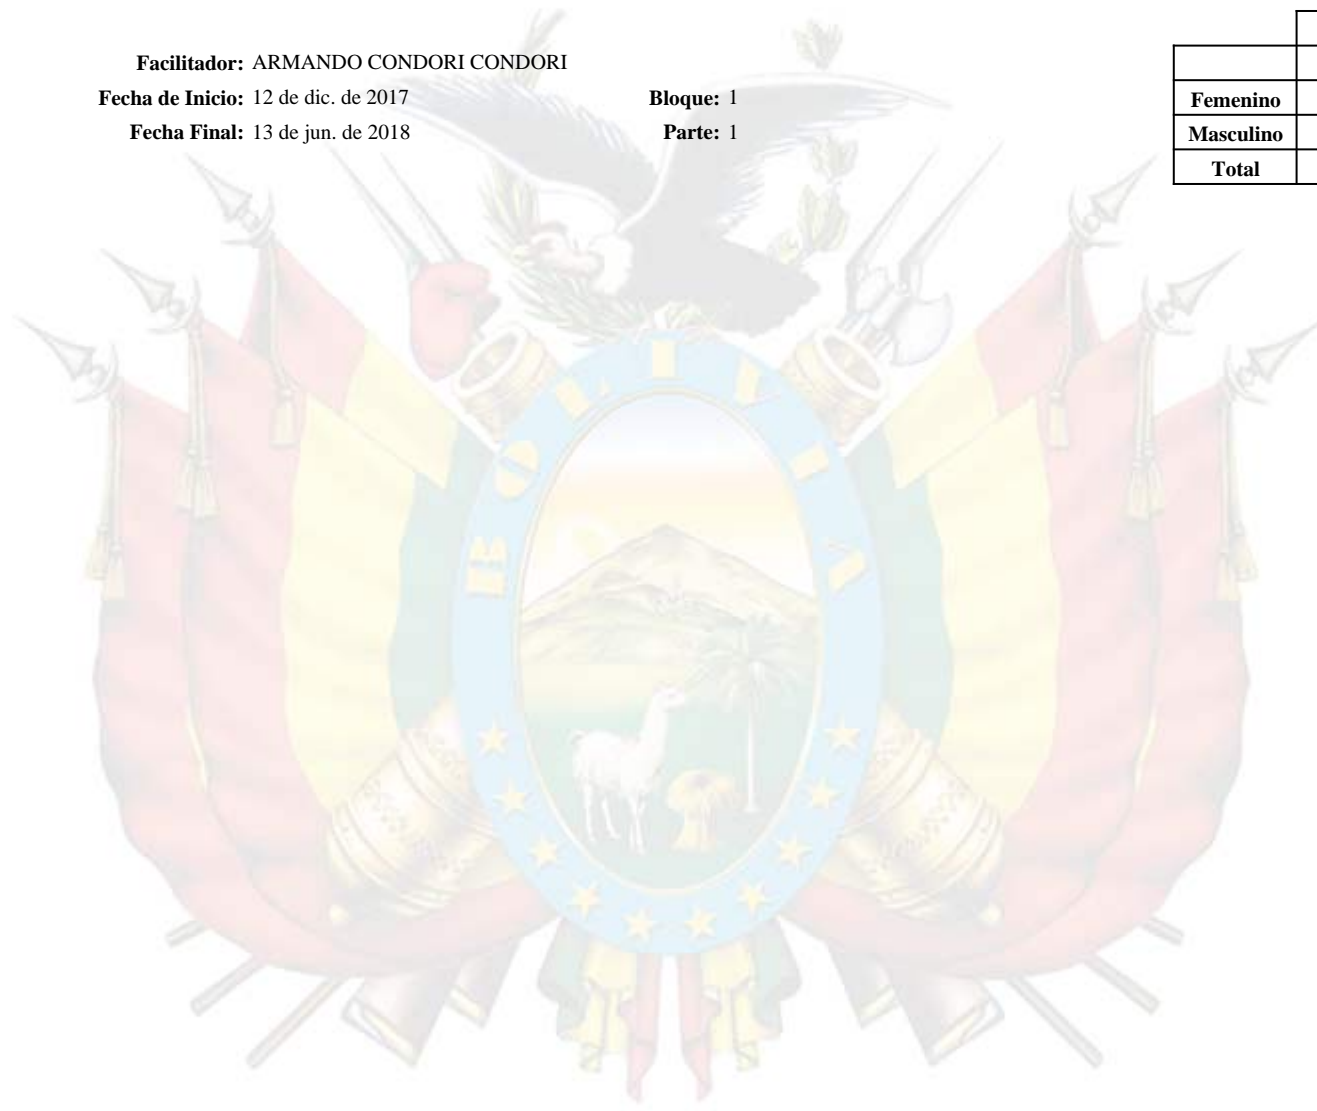 Facilitador: ARMANDO CONDORI CONDORI
Fecha de Inicio: 12 de dic. de 2017 Bloque: 1
Fecha Final: 13 de jun. de 2018 Parte: 1
Femenino
Masculino
Total
BOLIVIA